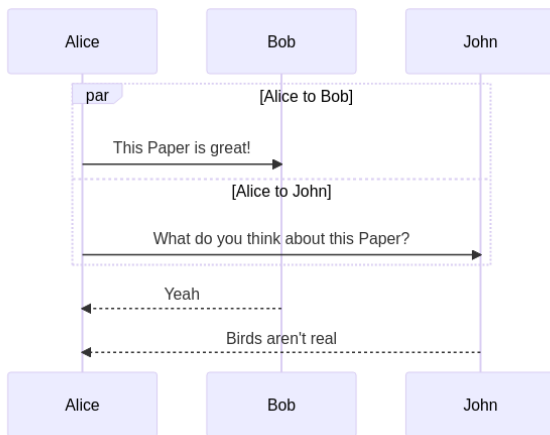 Alice
Bob
John
par
[Alice to Bob]
This Paper is great!
[Alice to John]
What do you think about this Paper?
Yeah
Birds aren't real
Alice
Bob
John